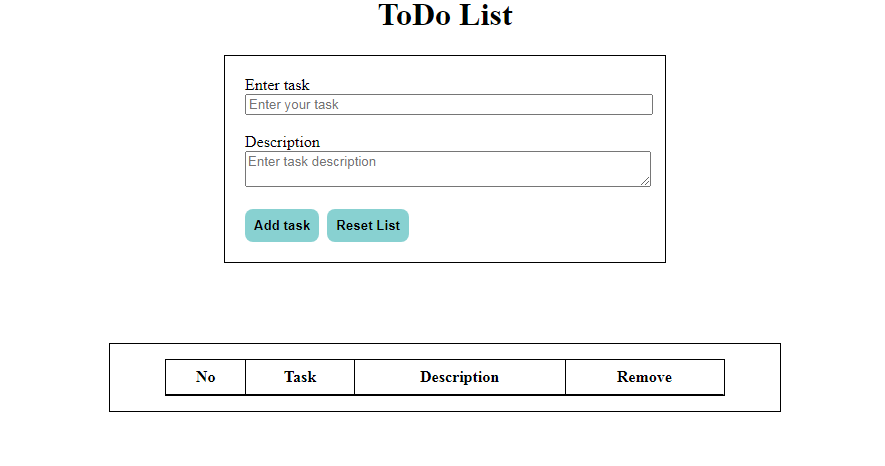 ToDo List
Enter task
Enter your task
Description
Enter task description
Add task Reset List
No Task Description Remove